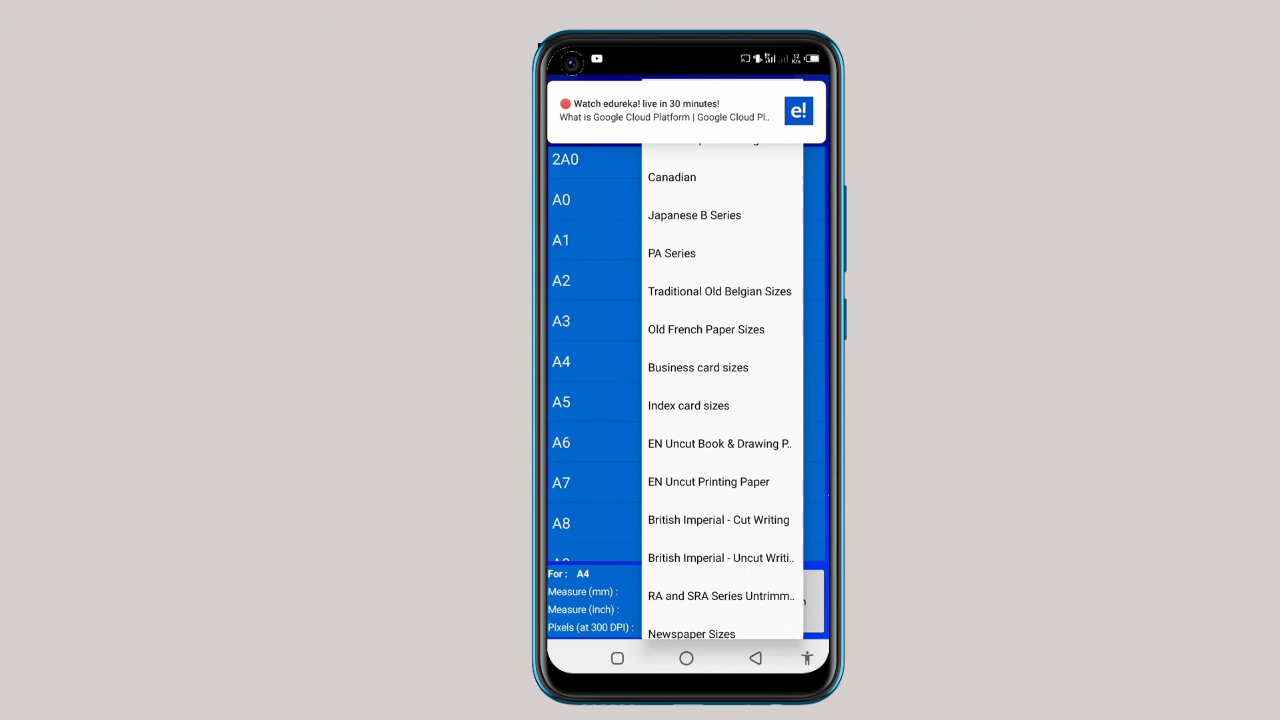 12
K/s
Watch edureka! live in 30 minutes!
What is Google Cloud Platform | Google Cloud Pl..
e!
2A0
A0
A1
A2
A3
A4
A5
A6
A7
A8
Canadian
Japanese B Series
PA Series
Traditional Old Belgian Sizes
Old French Paper Sizes
Business card sizes
Index card sizes
EN Uncut Book & Drawing P..
EN Uncut Printing Paper
British Imperial - Cut Writing
British Imperial - Uncut Writi..
RA and SRA Series Untrimm..
Newspaper Sizes
For : A4
Measure (mm) :
Measure (inch) :
Pixels (at 300 DPI) :